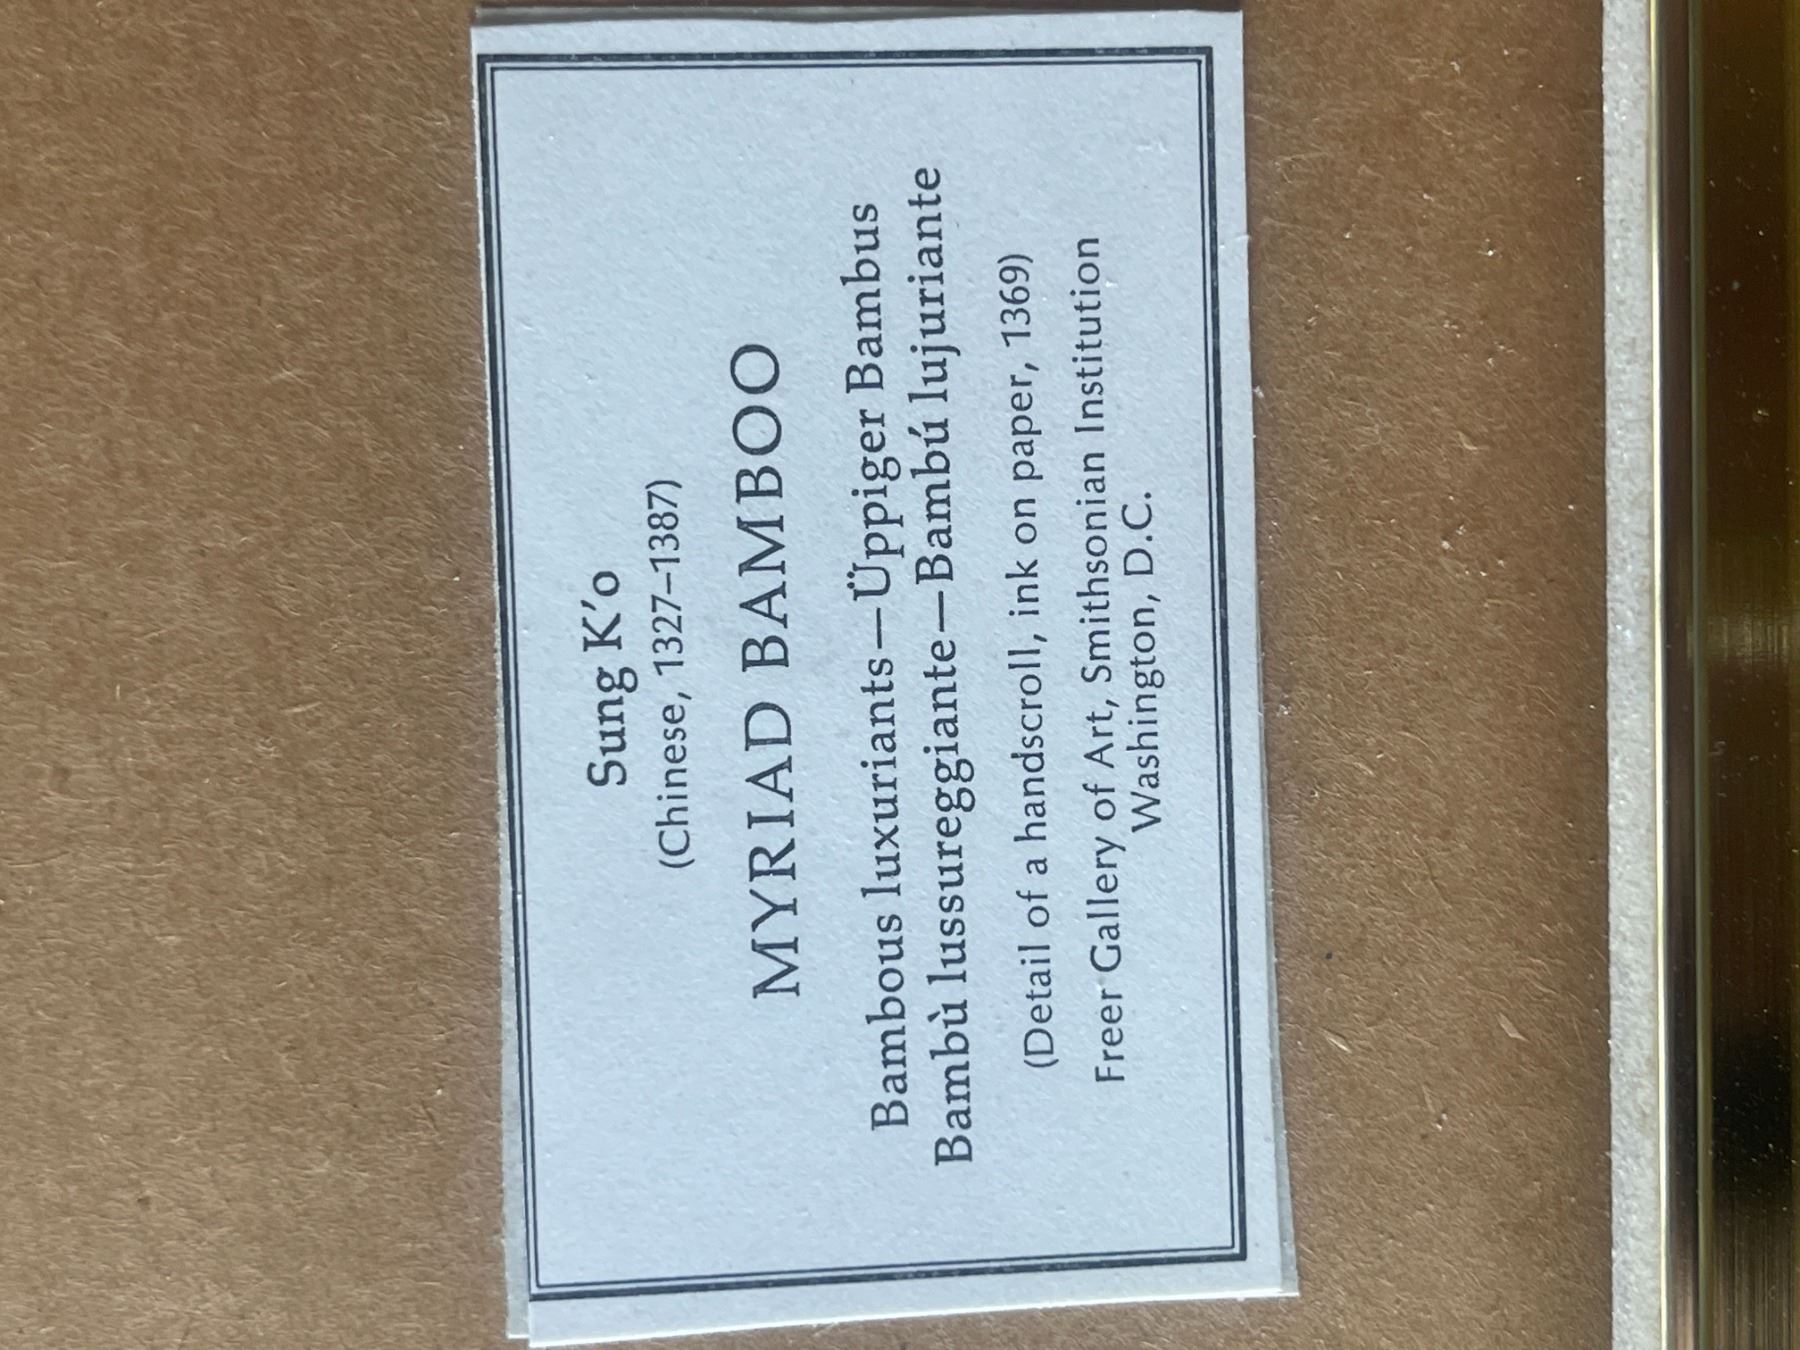 Sung K'o
(Chinese, 1327–1387)
MYRIAD BAMBOO
Bambous luxuriants—Üppiger Bambus
Bambù lussureggiante—Bambú lujuriante
(Detail of a handscroll, ink on paper, 1369)
Freer Gallery of Art, Smithsonian Institution
Washington, D.C.